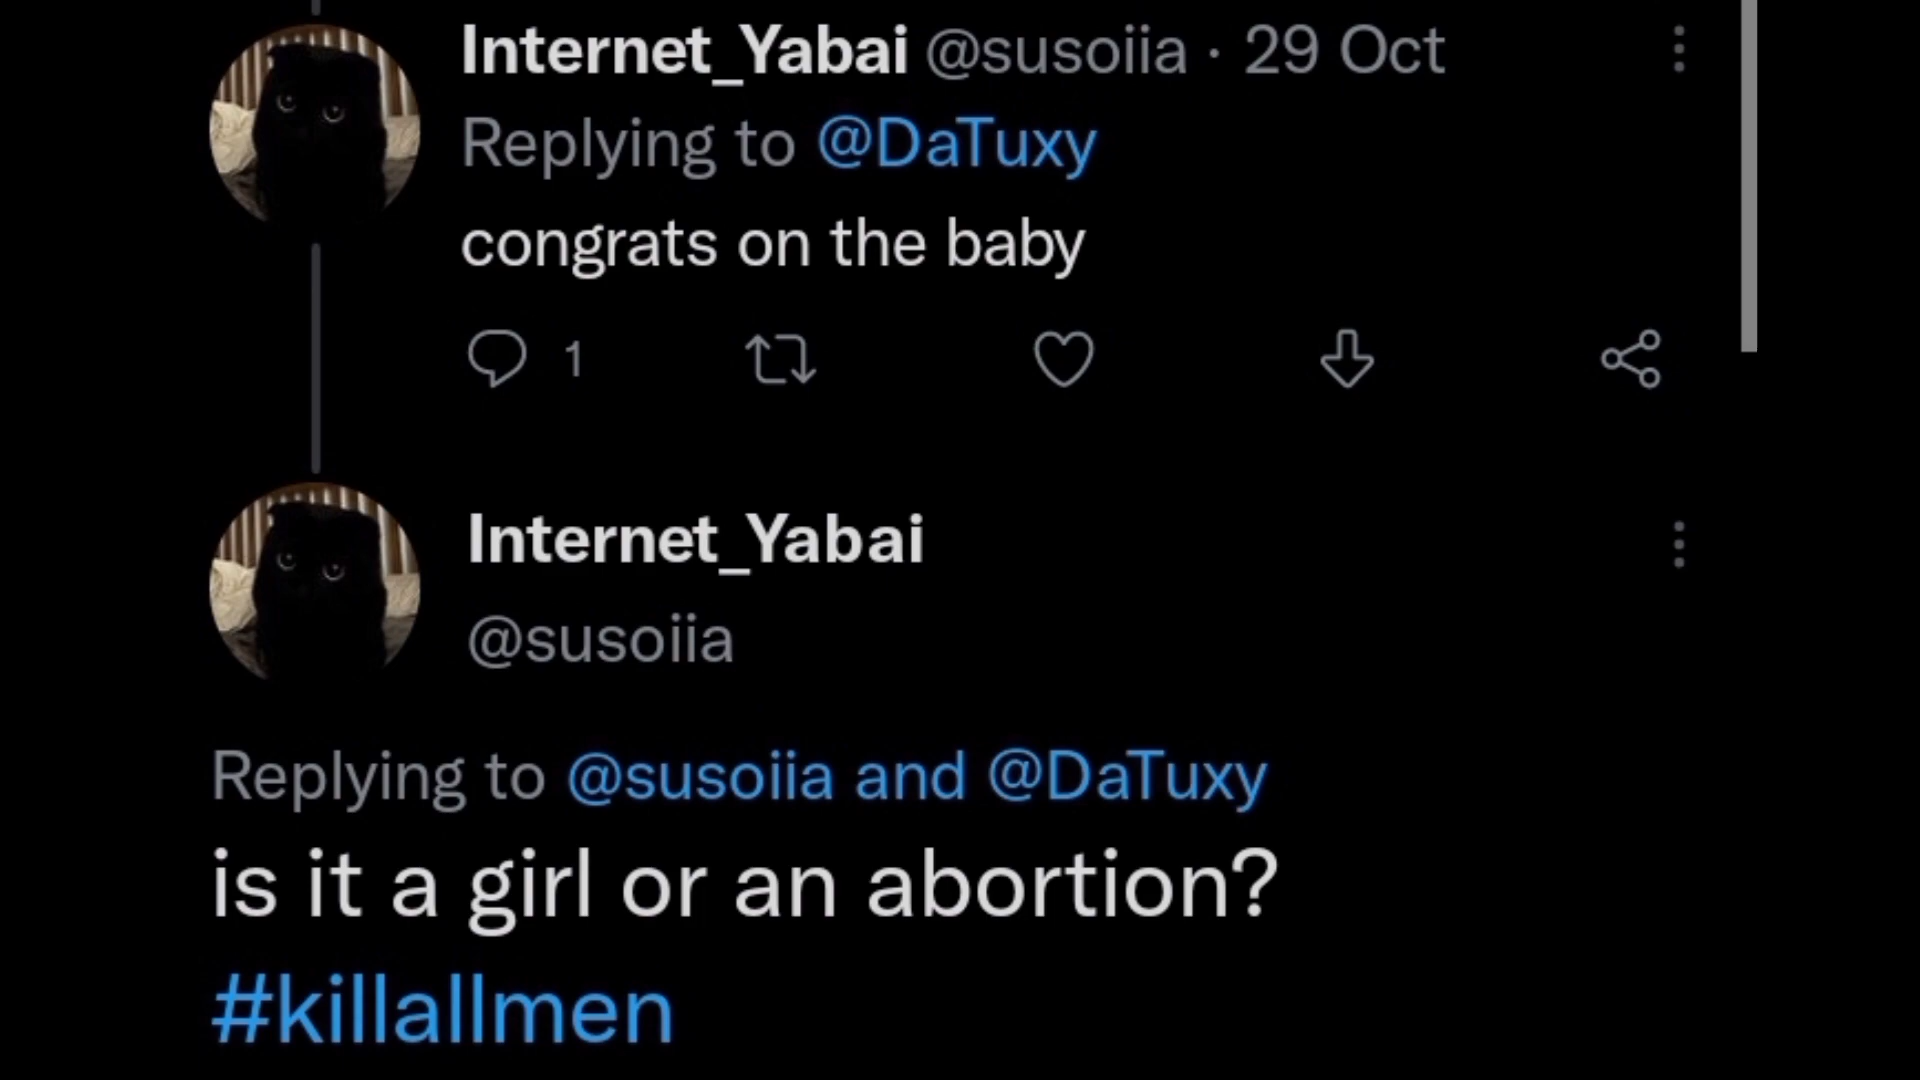 Internet_Yabai @susoiia · 29 Oct
Replying to @DaTuxy
congrats on the baby
1
Internet_Yabai
@susoiia
Replying to @susoiia and @DaTuxy
is it a girl or an abortion?
#killallmen